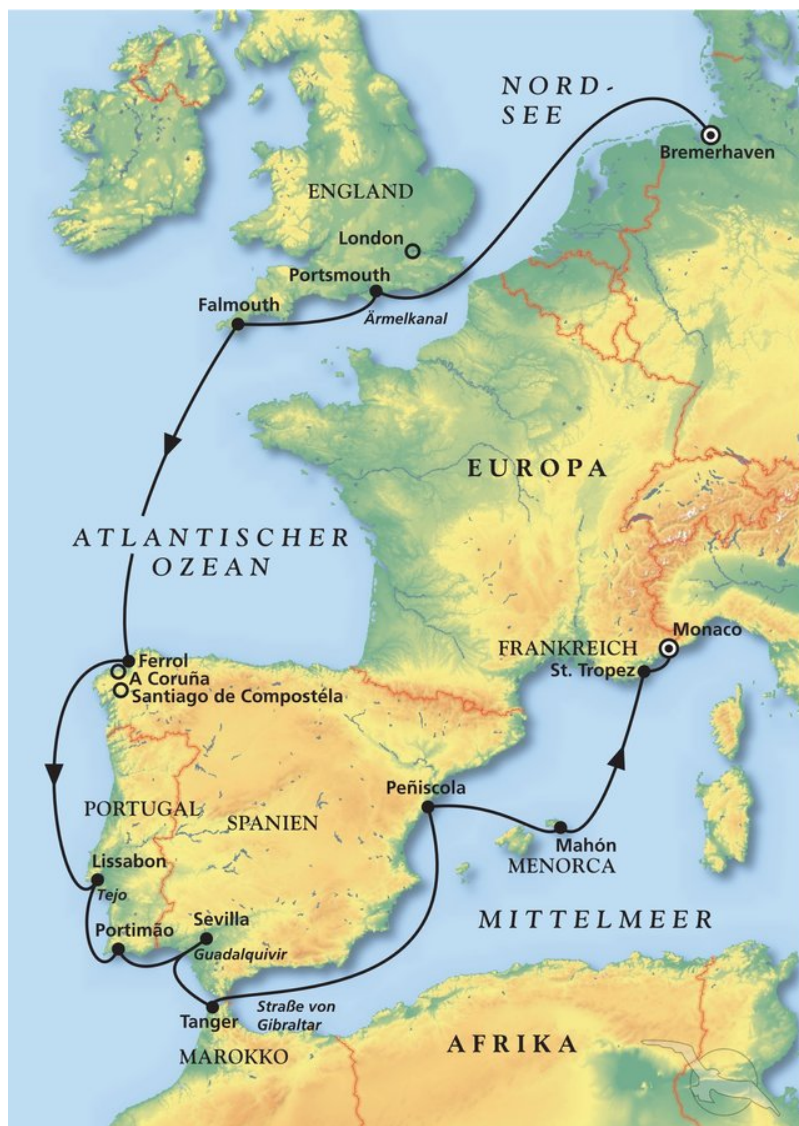 NORD-
SEE
Bremerhaven
ENGLAND
London
Portsmouth
Falmouth
Ärmelkanal
EUROPA
ATLANTISCHER
OZEAN
Monaco
FRANKREICH
St. Tropez
Ferrol
A Coruña
Santiago de Compostéla
Peñiscola
PORTUGAL
SPANIEN
Mahón
MENORCA
Lissabon
Tejo
MITTELMEER
Sevilla
Portimão
Guadalquivir
Straße von
Gibraltar
Tanger
AFRIKA
MAROKKO